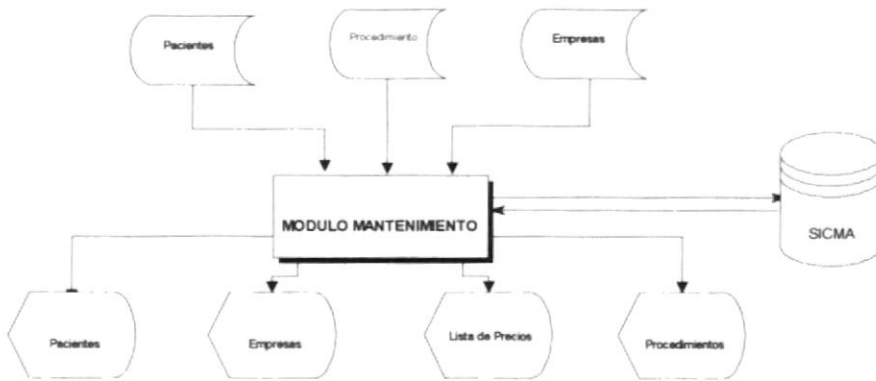 Pacientes
Procedimiento
Empresas
MODULO MANTENIMIENTO
SICMA
Pacientes
Empresas
Lista de Precios
Procedimientos